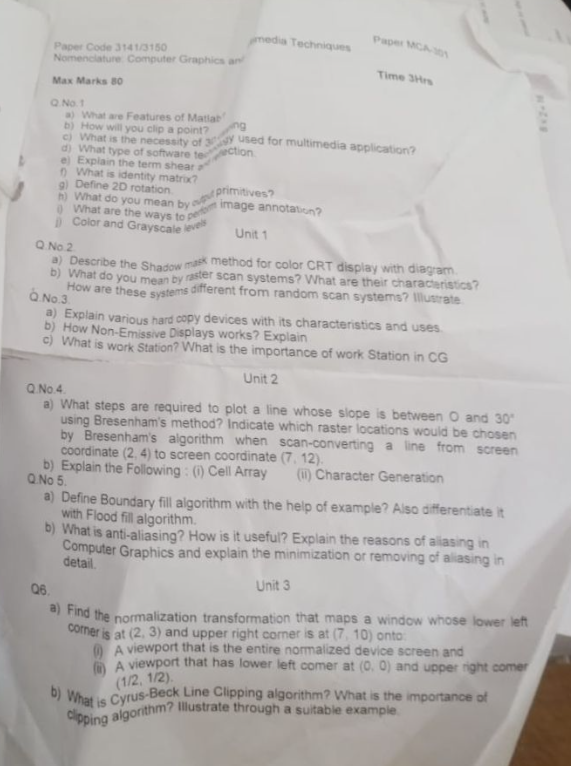 Paper Code 3141/3150
Nomenclature: Computer Graphics and media Techniques Paper MCA-101
Max Marks 80 Time 3Hrs
Q.No.1
a) What are Features of Matlab
b) How will you clip a point?
c) What is the necessity of
d) What type of software used for multimedia application?
e) Explain the term shear
f) What is identity matrix?
g) Define 2D rotation.
h) What do you mean by output primitives?
i) What are the ways to perform image annotation?
j) Color and Grayscale levels
Unit 1
Q.No.2.
a) Describe the Shadow mask method for color CRT display with diagram.
b) What do you mean by raster scan systems? What are their characteristics?
How are these systems different from random scan systems? Illustrate.
Q.No.3.
a) Explain various hard copy devices with its characteristics and uses.
b) How Non-Emissive Displays works? Explain
c) What is work Station? What is the importance of work Station in CG
Unit 2
Q.No.4.
a) What steps are required to plot a line whose slope is between O and 30°
using Bresenham's method? Indicate which raster locations would be chosen
by Bresenham's algorithm when scan-converting a line from screen
coordinate (2, 4) to screen coordinate (7, 12).
b) Explain the Following : (i) Cell Array (ii) Character Generation
Q.No 5.
a) Define Boundary fill algorithm with the help of example? Also differentiate it
with Flood fill algorithm.
b) What is anti-aliasing? How is it useful? Explain the reasons of aliasing in
Computer Graphics and explain the minimization or removing of aliasing in
detail.
Unit 3
Q6.
a) Find the normalization transformation that maps a window whose lower left
corner is at (2, 3) and upper right corner is at (7, 10) onto:
(i) A viewport that is the entire normalized device screen and
(ii) A viewport that has lower left corner at (0, 0) and upper right corner
(1/2, 1/2).
b) What is Cyrus-Beck Line Clipping algorithm? What is the importance of
clipping algorithm? Illustrate through a suitable example.